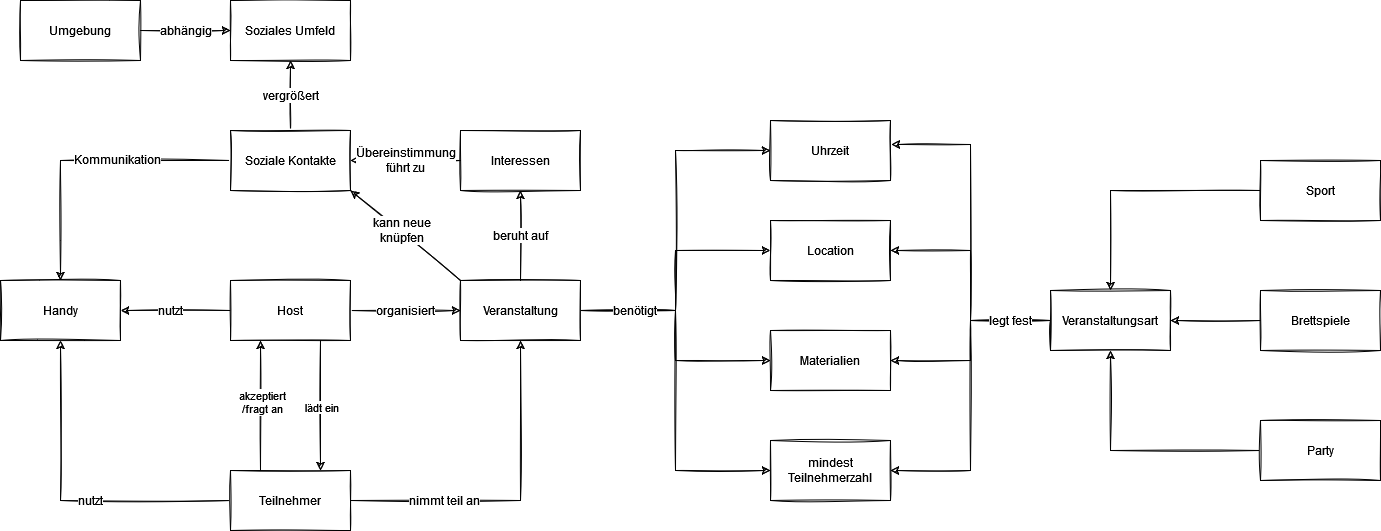 Umgebung
abhängig
Soziales Umfeld
vergrößert
Kommunikation
Soziale Kontakte
Übereinstimmung
führt zu
Interessen
kann neue
knüpfen
beruht auf
Handy
nutzt
Host
organisiert
Veranstaltung
benötigt
akzeptiert
/fragt an
lädt ein
nutzt
Teilnehmer
nimmt teil an
Uhrzeit
Location
Materialien
mindest
Teilnehmerzahl
legt fest
Veranstaltungsart
Sport
Brettspiele
Party